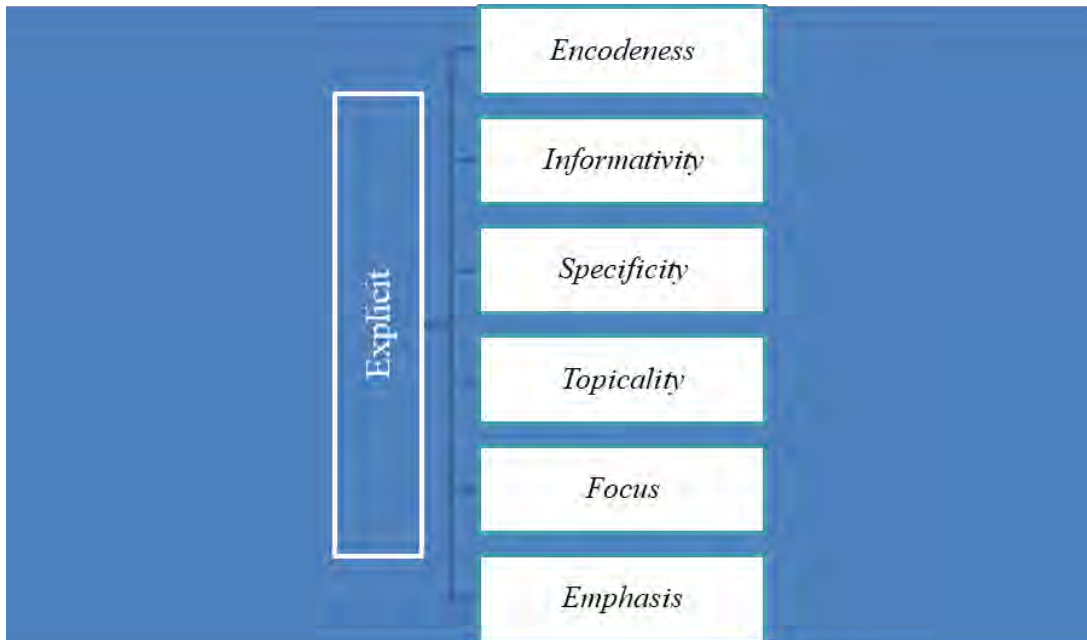 Explicit
Encodeness
Informativity
Specificity
Topicality
Focus
Emphasis